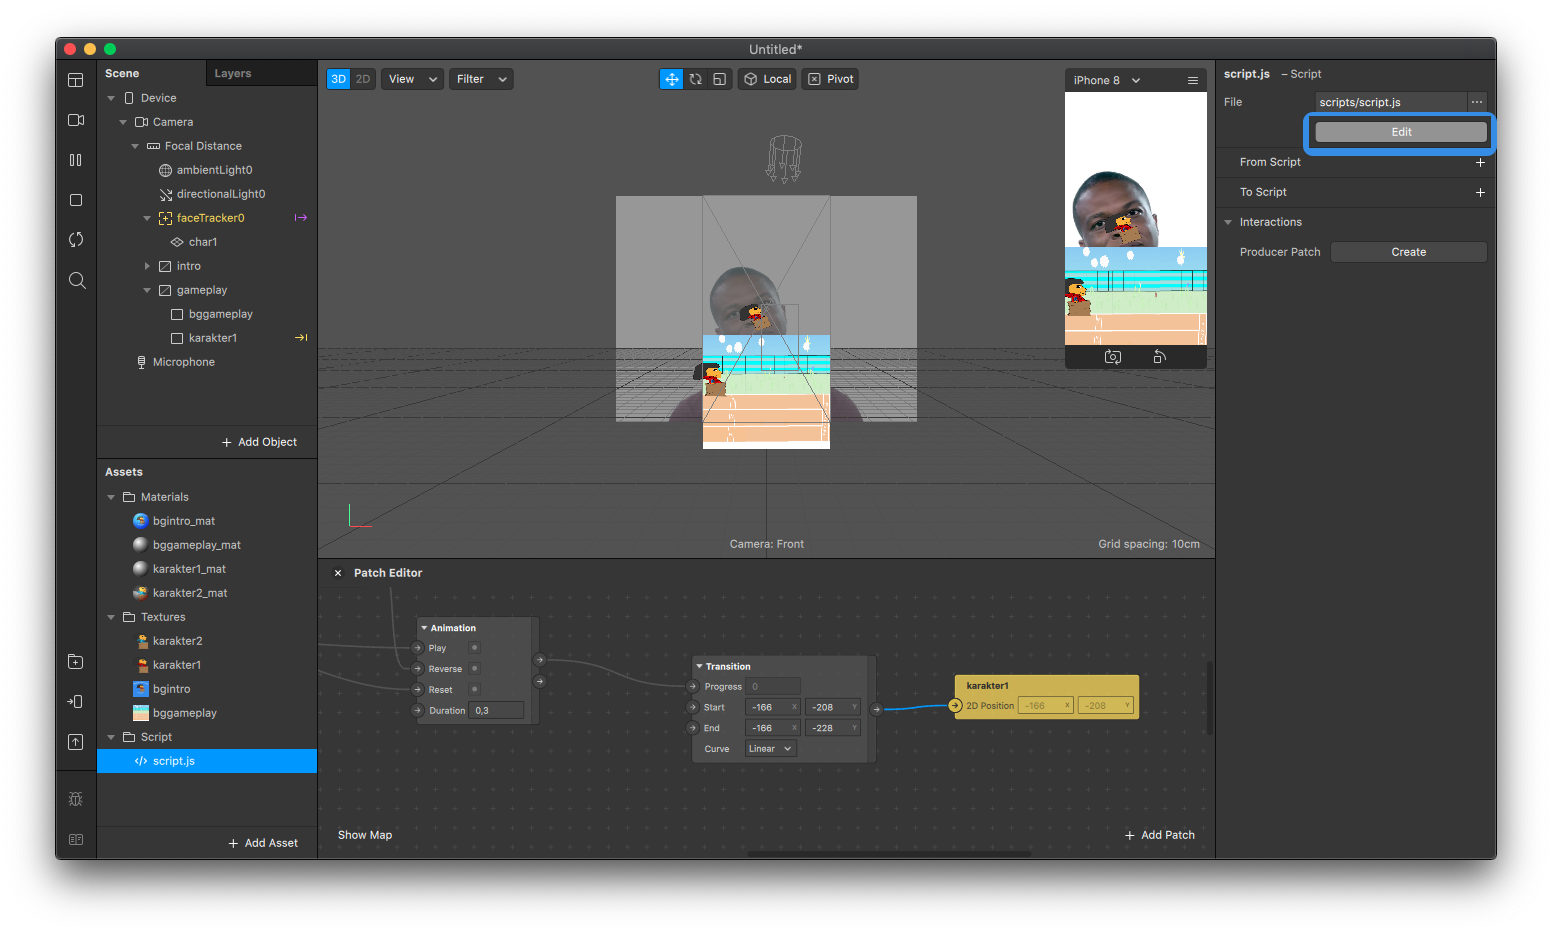 Untitled*
Scene
Layers
Device
Camera
Focal Distance
ambientLight0
directionalLight0
faceTracker0
char1
intro
gameplay
bggameplay
karakter1
Microphone
+ Add Object
Assets
Materials
bgintro_mat
bggameplay_mat
karakter1_mat
karakter2_mat
Textures
karakter2
karakter1
bgintro
bggameplay
Script
</> script.js
+ Add Asset
3D 2D View Filter
Local Pivot
iPhone 8
Camera: Front
Grid spacing: 10cm
Patch Editor
Animation
Play
Reverse
Reset
Duration 0,3
Transition
Progress 0
Start -166 X -208 Y
End -166 X -228 Y
Curve Linear
karakter1
2D Position -166 X -208 Y
Show Map
+ Add Patch
script.js – Script
File scripts/script.js ...
Edit
From Script +
To Script +
Interactions
Producer Patch Create